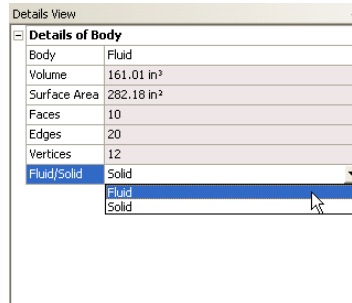 Details View
Details of Body
Body Fluid
Volume 161.01 in³
Surface Area 282.18 in²
Faces 10
Edges 20
Vertices 12
Fluid/Solid Solid
Fluid
Solid